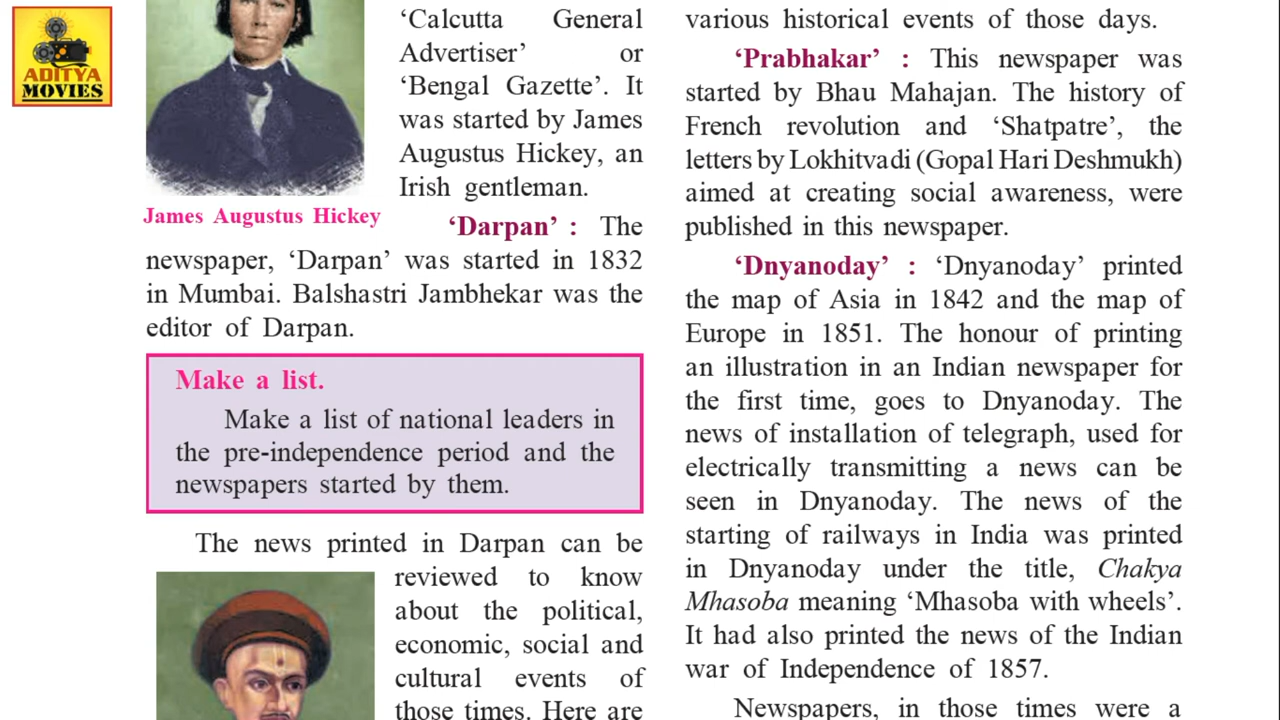 ADITYA
MOVIES
‘Calcutta General
Advertiser’ or
‘Bengal Gazette’. It
was started by James
Augustus Hickey, an
Irish gentleman.
James Augustus Hickey
‘Darpan’ : The
newspaper, ‘Darpan’ was started in 1832
in Mumbai. Balshastri Jambhekar was the
editor of Darpan.
Make a list.
Make a list of national leaders in
the pre-independence period and the
newspapers started by them.
The news printed in Darpan can be
reviewed to know
about the political,
economic, social and
cultural events of
those times. Here are
various historical events of those days.
‘Prabhakar’ : This newspaper was
started by Bhau Mahajan. The history of
French revolution and ‘Shatpatre’, the
letters by Lokhitvadi (Gopal Hari Deshmukh)
aimed at creating social awareness, were
published in this newspaper.
‘Dnyanoday’ : ‘Dnyanoday’ printed
the map of Asia in 1842 and the map of
Europe in 1851. The honour of printing
an illustration in an Indian newspaper for
the first time, goes to Dnyanoday. The
news of installation of telegraph, used for
electrically transmitting a news can be
seen in Dnyanoday. The news of the
starting of railways in India was printed
in Dnyanoday under the title, Chakya
Mhasoba meaning ‘Mhasoba with wheels’.
It had also printed the news of the Indian
war of Independence of 1857.
Newspapers, in those times were a